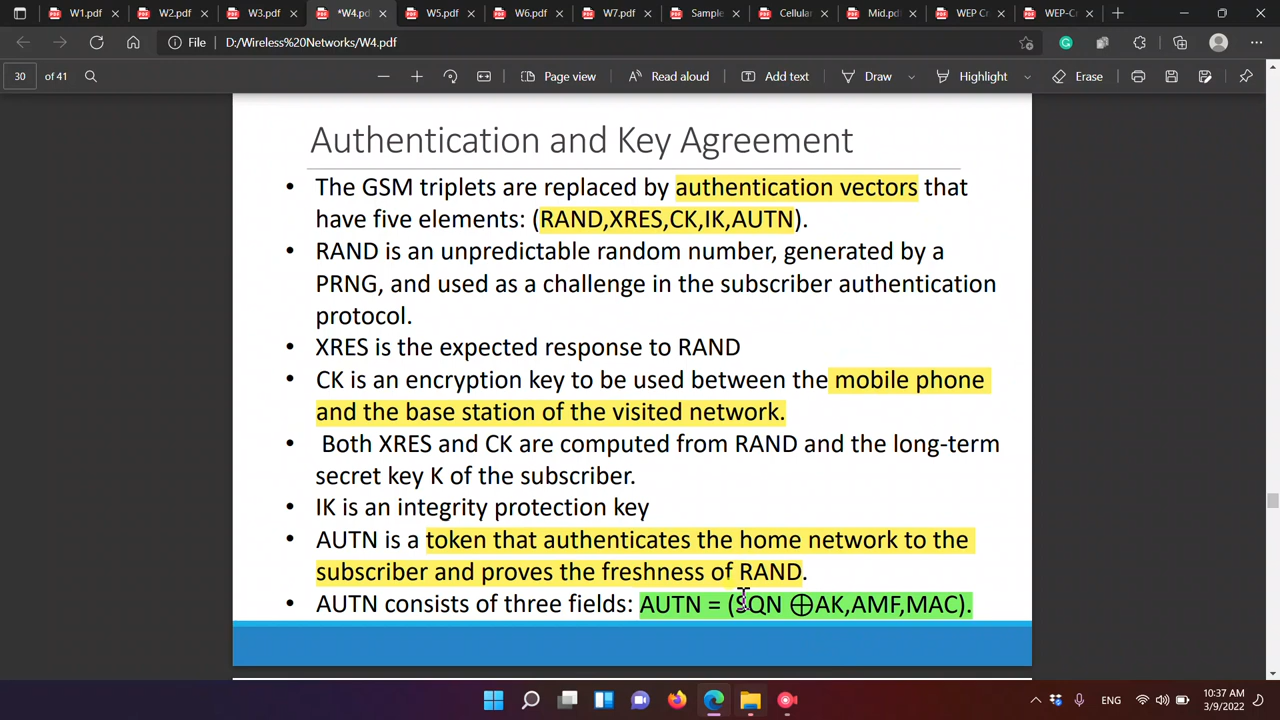 W1.pdf
W2.pdf
W3.pdf
*W4.pd
W5.pdf
W6.pdf
W7.pdf
Sample
Cellular
Mid.pdf
WEP C
WEP-C
File
D:/Wireless%20Networks/W4.pdf
30
of 41
Page view
Read aloud
Add text
Draw
Highlight
Erase
Authentication and Key Agreement
• The GSM triplets are replaced by authentication vectors that
have five elements: (RAND,XRES,CK,IK,AUTN).
• RAND is an unpredictable random number, generated by a
PRNG, and used as a challenge in the subscriber authentication
protocol.
• XRES is the expected response to RAND
• CK is an encryption key to be used between the mobile phone
and the base station of the visited network.
• Both XRES and CK are computed from RAND and the long-term
secret key K of the subscriber.
• IK is an integrity protection key
• AUTN is a token that authenticates the home network to the
subscriber and proves the freshness of RAND.
• AUTN consists of three fields: AUTN = (SQN ⊕AK,AMF,MAC).
ENG
10:37 AM
3/9/2022